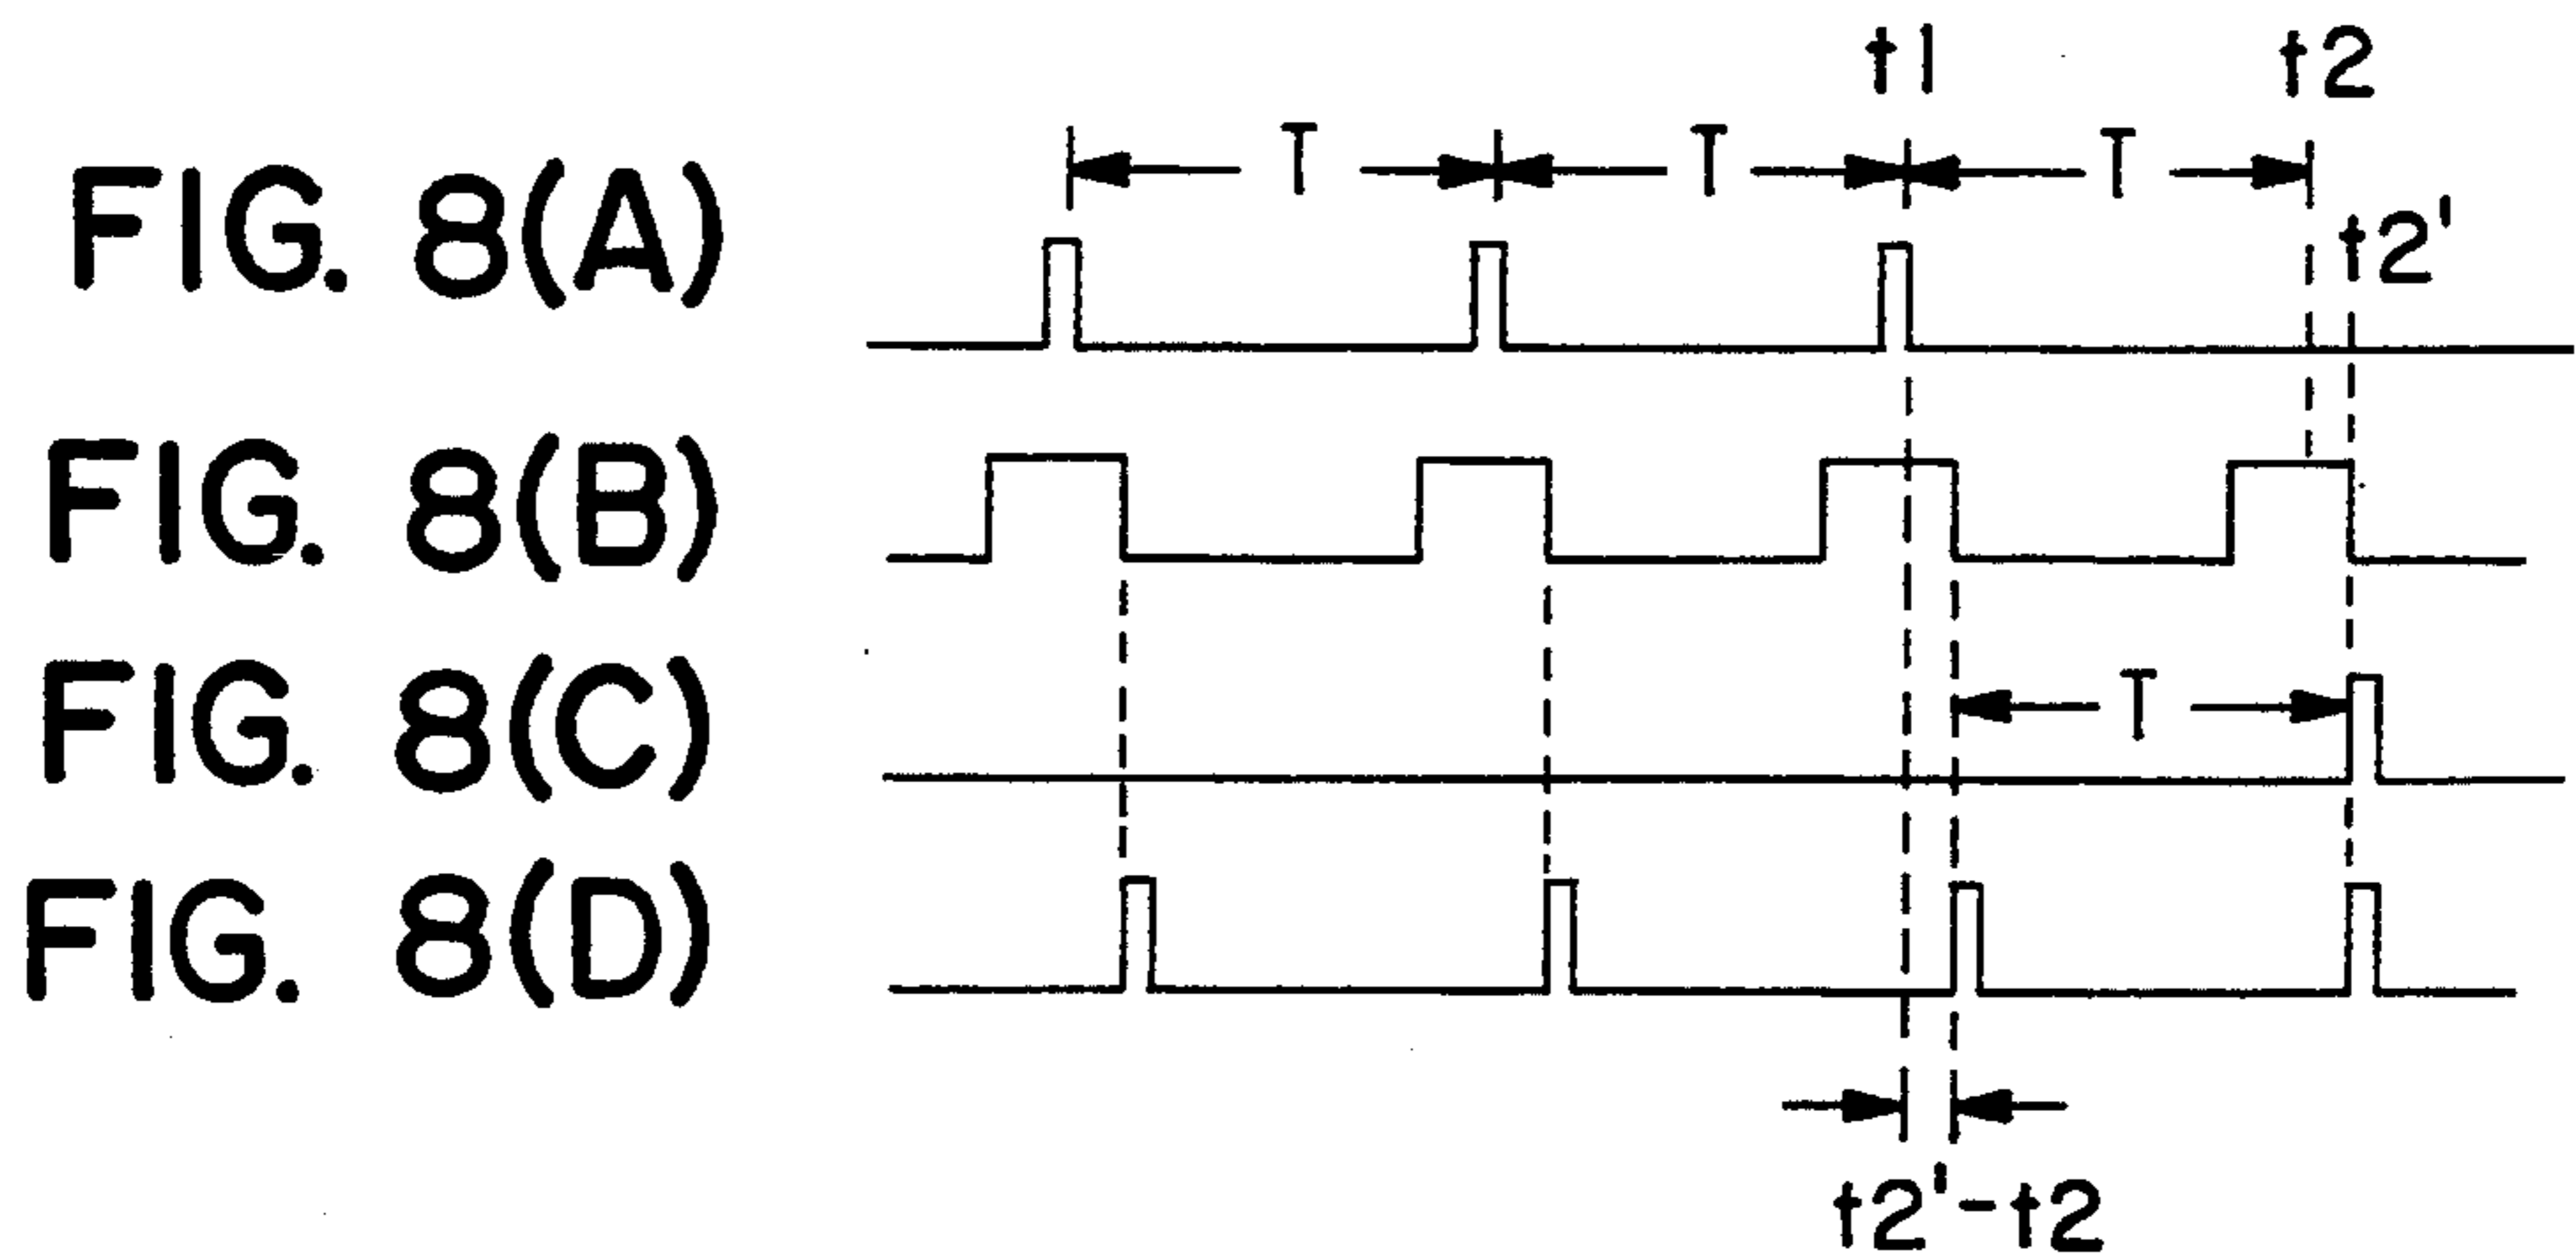 t1 t2
T T T
FIG. 8(A) t2'
FIG. 8(B)
FIG. 8(C) T
FIG. 8(D)
t2'-t2